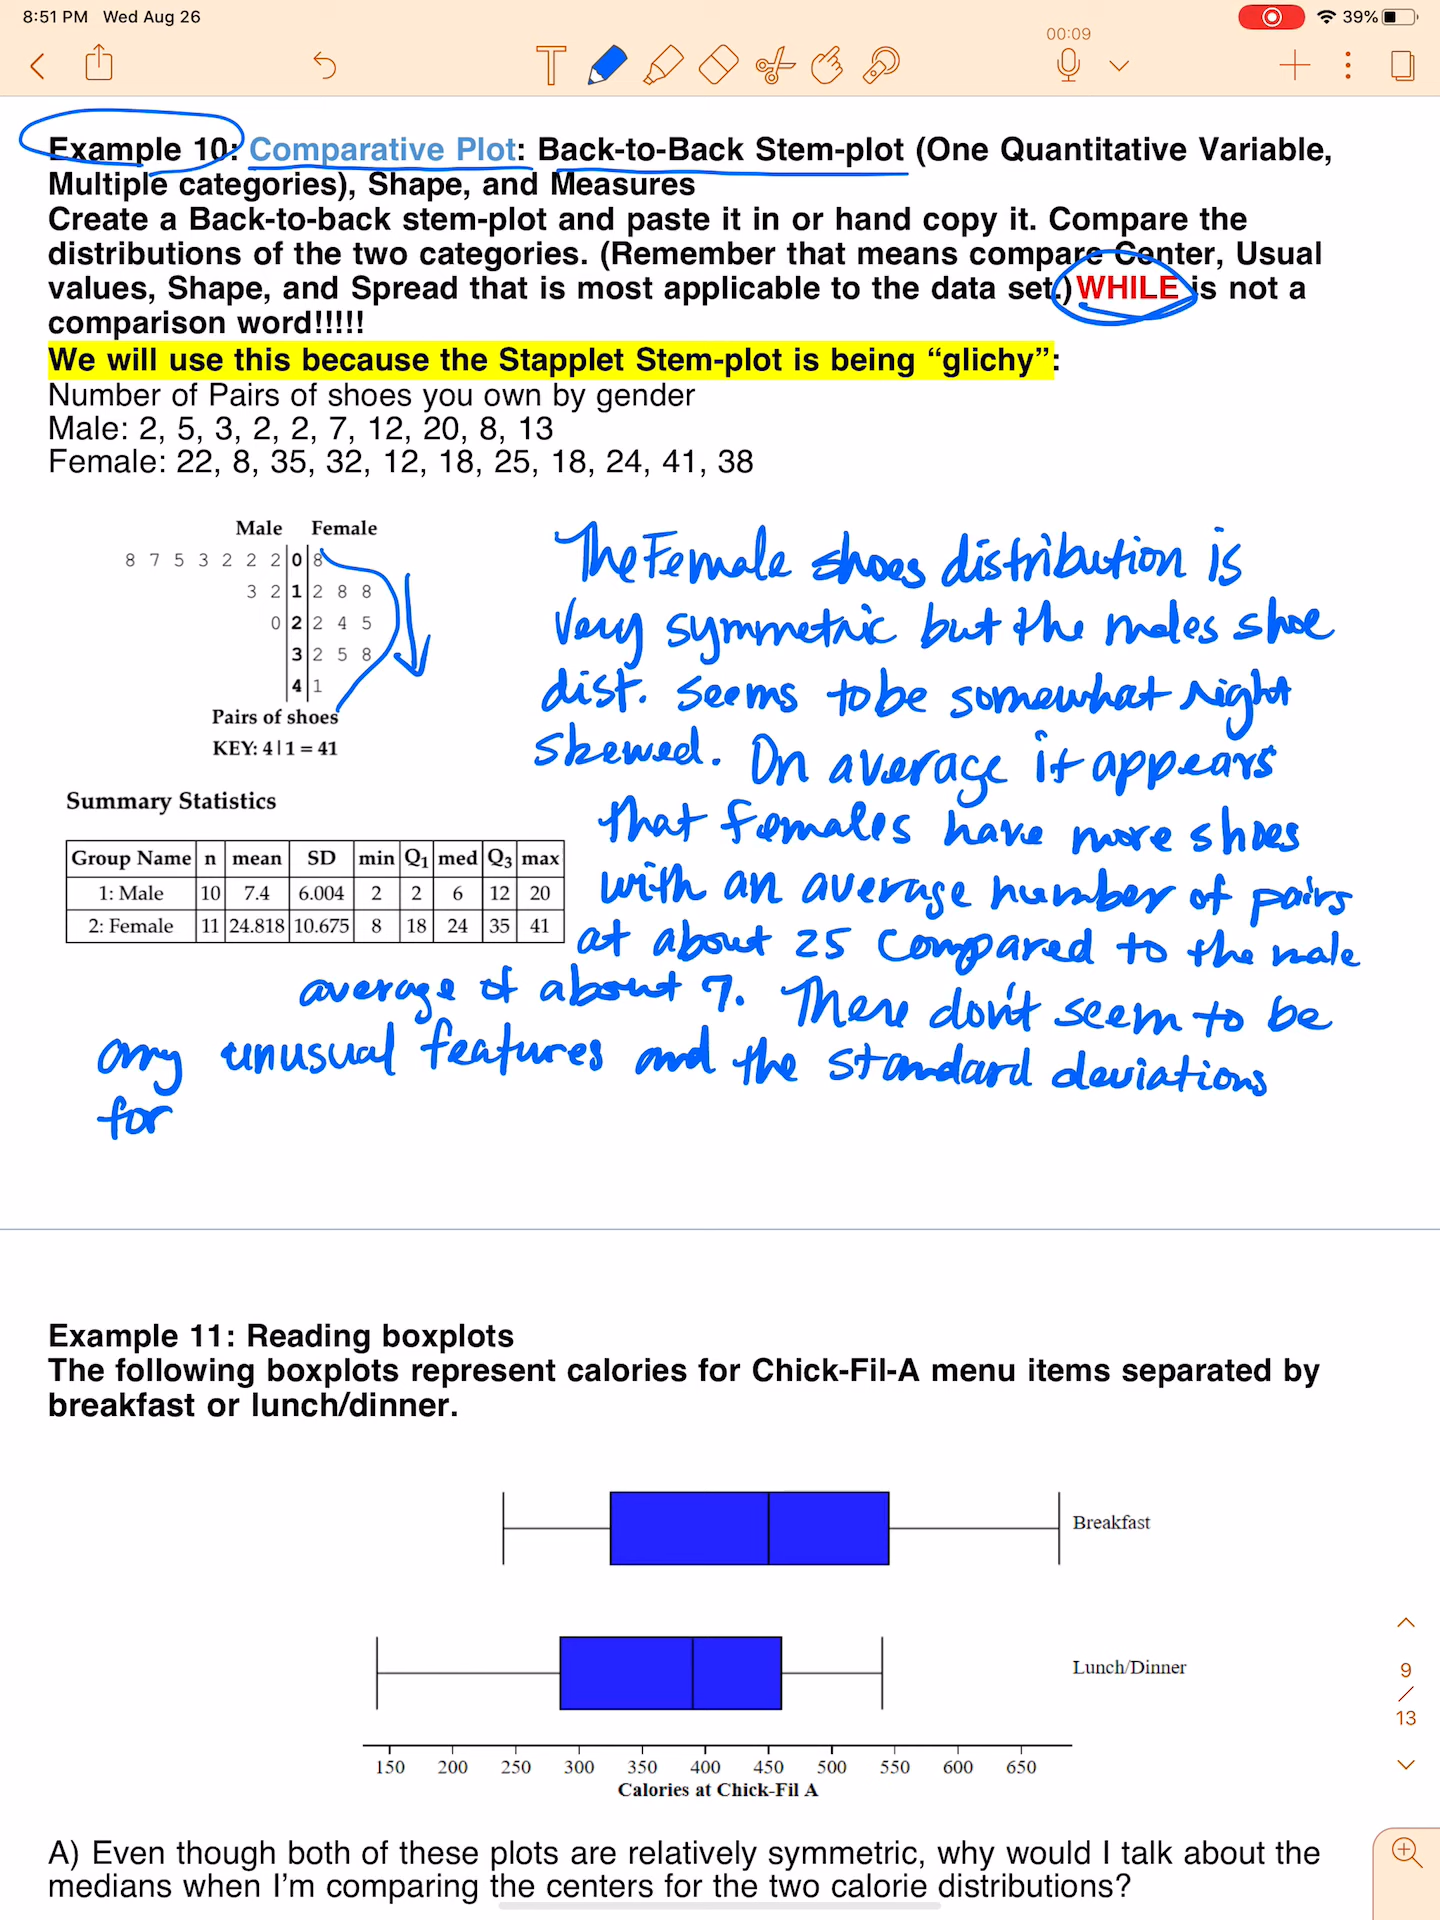 8:51 PM Wed Aug 26
39%
00:09
T
Example 10: Comparative Plot: Back-to-Back Stem-plot (One Quantitative Variable,
Multiple categories), Shape, and Measures
Create a Back-to-back stem-plot and paste it in or hand copy it. Compare the
distributions of the two categories. (Remember that means compare Center, Usual
values, Shape, and Spread that is most applicable to the data set.) WHILE is not a
comparison word!!!!!
We will use this because the Stapplet Stem-plot is being “glichy”:
Number of Pairs of shoes you own by gender
Male: 2, 5, 3, 2, 2, 7, 12, 20, 8, 13
Female: 22, 8, 35, 32, 12, 18, 25, 18, 24, 41, 38
Male Female
8 7 5 3 2 2 2 0 8
3 2 1 2 8 8
0 2 2 4 5
3 2 5 8
4 1
Pairs of shoes
KEY: 4|1 = 41
The Female shoes distribution is
very symmetric but the males shoe
dist. seems to be somewhat right
skewed. On average it appears
that females have more shoes
with an average number of pairs
at about 25 compared to the male
average of about 7. There don't seem to be
any unusual features and the standard deviations
for
Summary Statistics
Group Name n mean SD min Q1 med Q3 max
1: Male 10 7.4 6.004 2 2 6 12 20
2: Female 11 24.818 10.675 8 18 24 35 41
Example 11: Reading boxplots
The following boxplots represent calories for Chick-Fil-A menu items separated by
breakfast or lunch/dinner.
Breakfast
Lunch/Dinner
150 200 250 300 350 400 450 500 550 600 650
Calories at Chick-Fil A
9
/
13
A) Even though both of these plots are relatively symmetric, why would I talk about the
medians when I'm comparing the centers for the two calorie distributions?